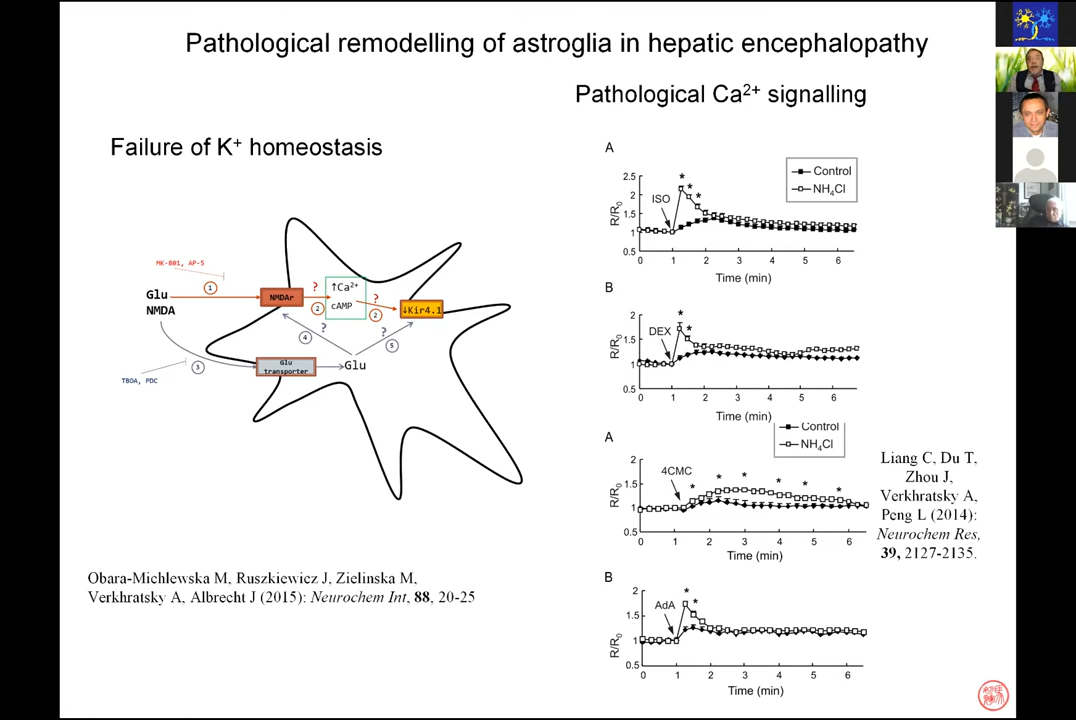 Pathological remodelling of astroglia in hepatic encephalopathy
Pathological Ca²⁺ signalling
Failure of K⁺ homeostasis
MK-801, AP-5
Glu
NMDA
1
NMDAr
?
2
↑Ca²⁺
cAMP
?
2
↓Kir4.1
4
?
?
5
3
Glu
transporter
Glu
TBOA, PDC
Obara-Michlewska M, Ruszkiewicz J, Zielinska M,
Verkhratsky A, Albrecht J (2015): Neurochem Int, 88, 20-25
A
Control
NH₄Cl
ISO
* * *
R/R₀
2.5
2
1.5
1
0.5
0 1 2 3 4 5 6
Time (min)
B
DEX
* *
R/R₀
2
1.5
1
0.5
0 1 2 3 4 5 6
Time (min)
A
Control
NH₄Cl
4CMC
* * * * * *
R/R₀
2
1.5
1
0.5
0 1 2 3 4 5 6
Time (min)
B
AdA
* *
R/R₀
2
1.5
1
0.5
0 1 2 3 4 5 6
Time (min)
Liang C, Du T,
Zhou J,
Verkhratsky A,
Peng L (2014):
Neurochem Res,
39, 2127-2135.